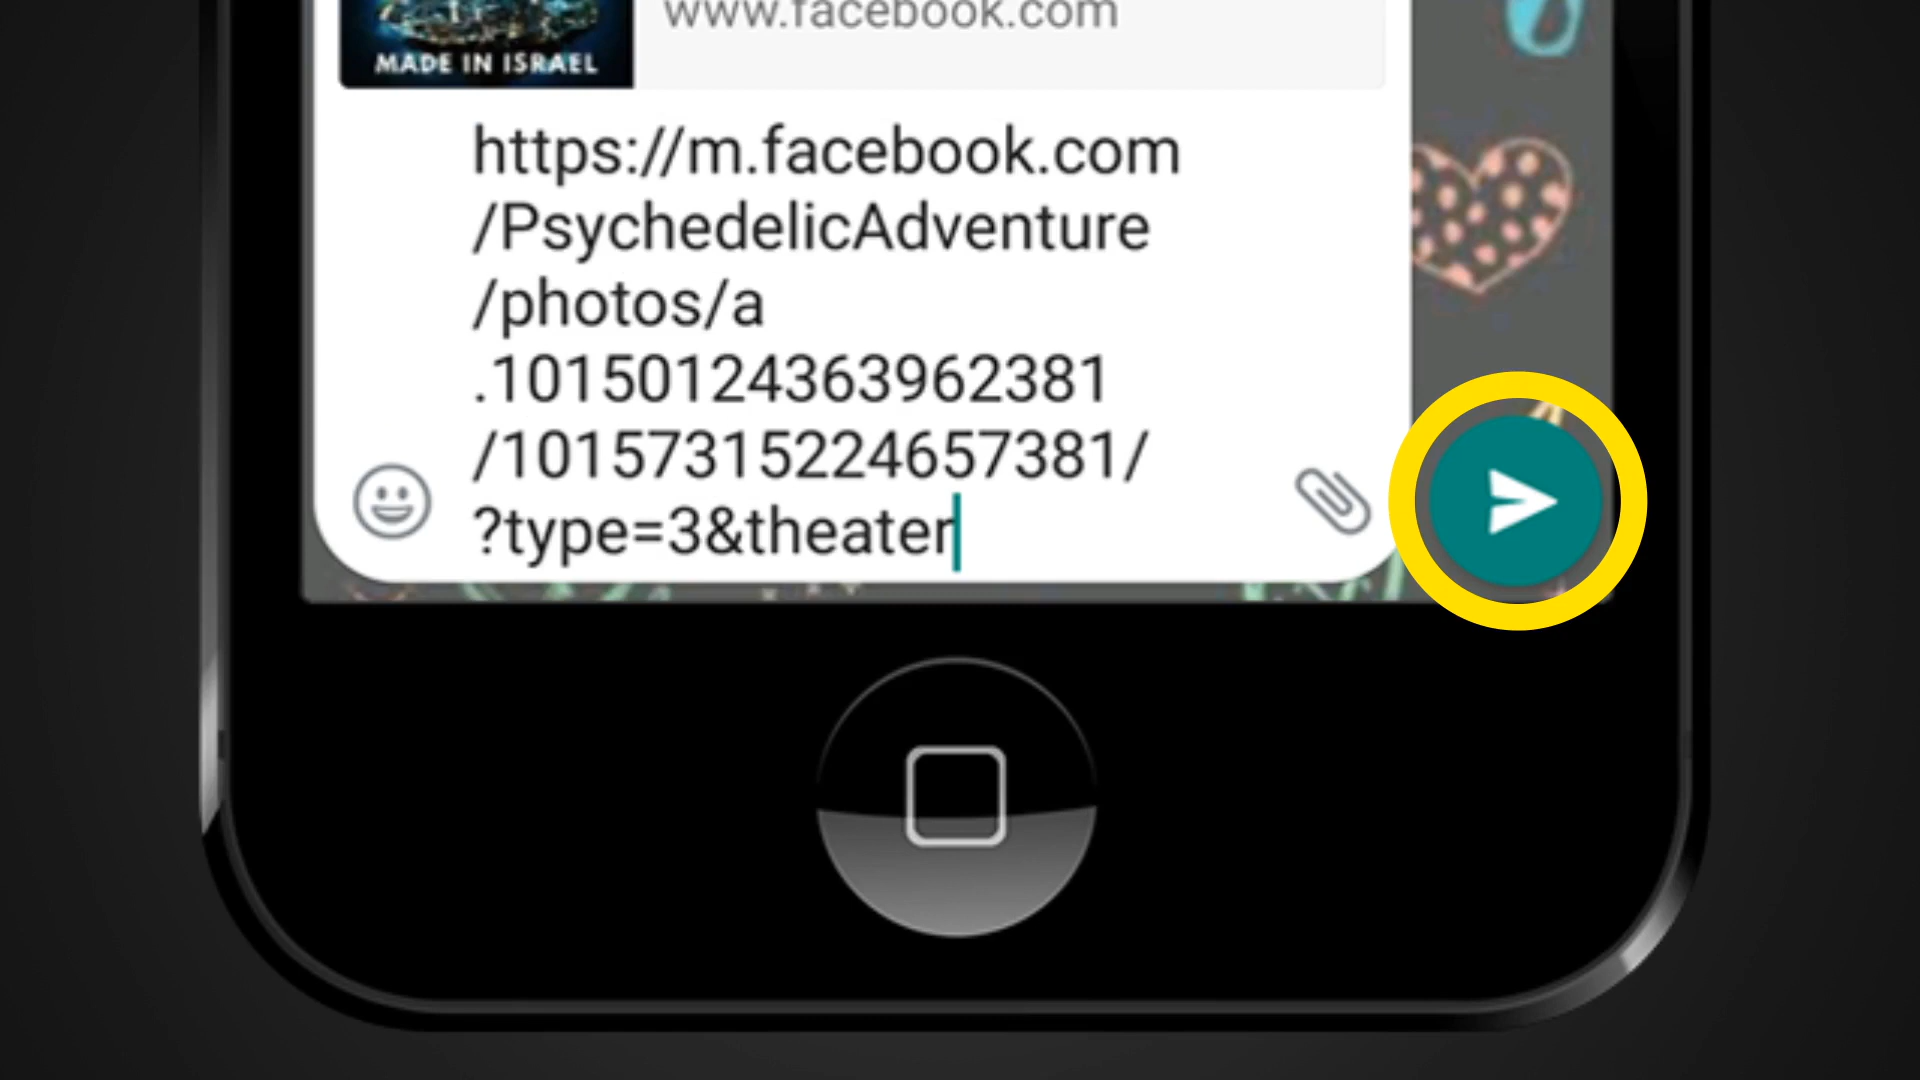 www.facebook.com
MADE IN ISRAEL
https://m.facebook.com
/PsychedelicAdventure
/photos/a
.10150124363962381
/10157315224657381/
?type=3&theater